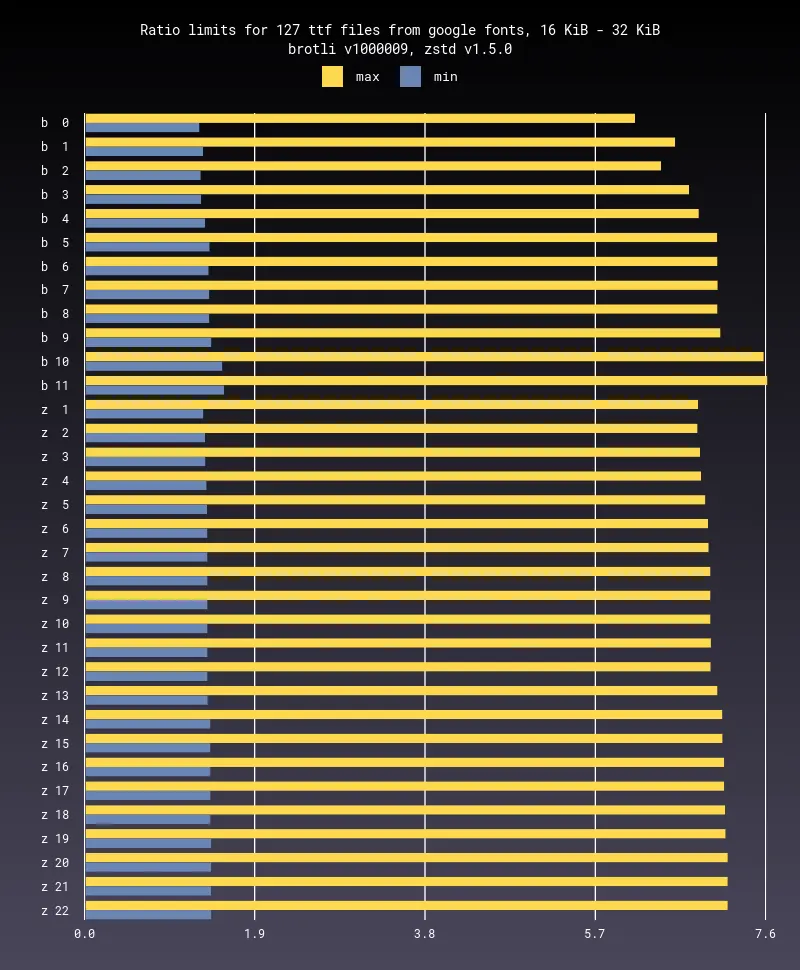 Ratio limits for 127 ttf files from google fonts, 16 KiB - 32 KiB
brotli v1000009, zstd v1.5.0
max min
b 0
b 1
b 2
b 3
b 4
b 5
b 6
b 7
b 8
b 9
b 10
b 11
z 1
z 2
z 3
z 4
z 5
z 6
z 7
z 8
z 9
z 10
z 11
z 12
z 13
z 14
z 15
z 16
z 17
z 18
z 19
z 20
z 21
z 22
0.0 1.9 3.8 5.7 7.6